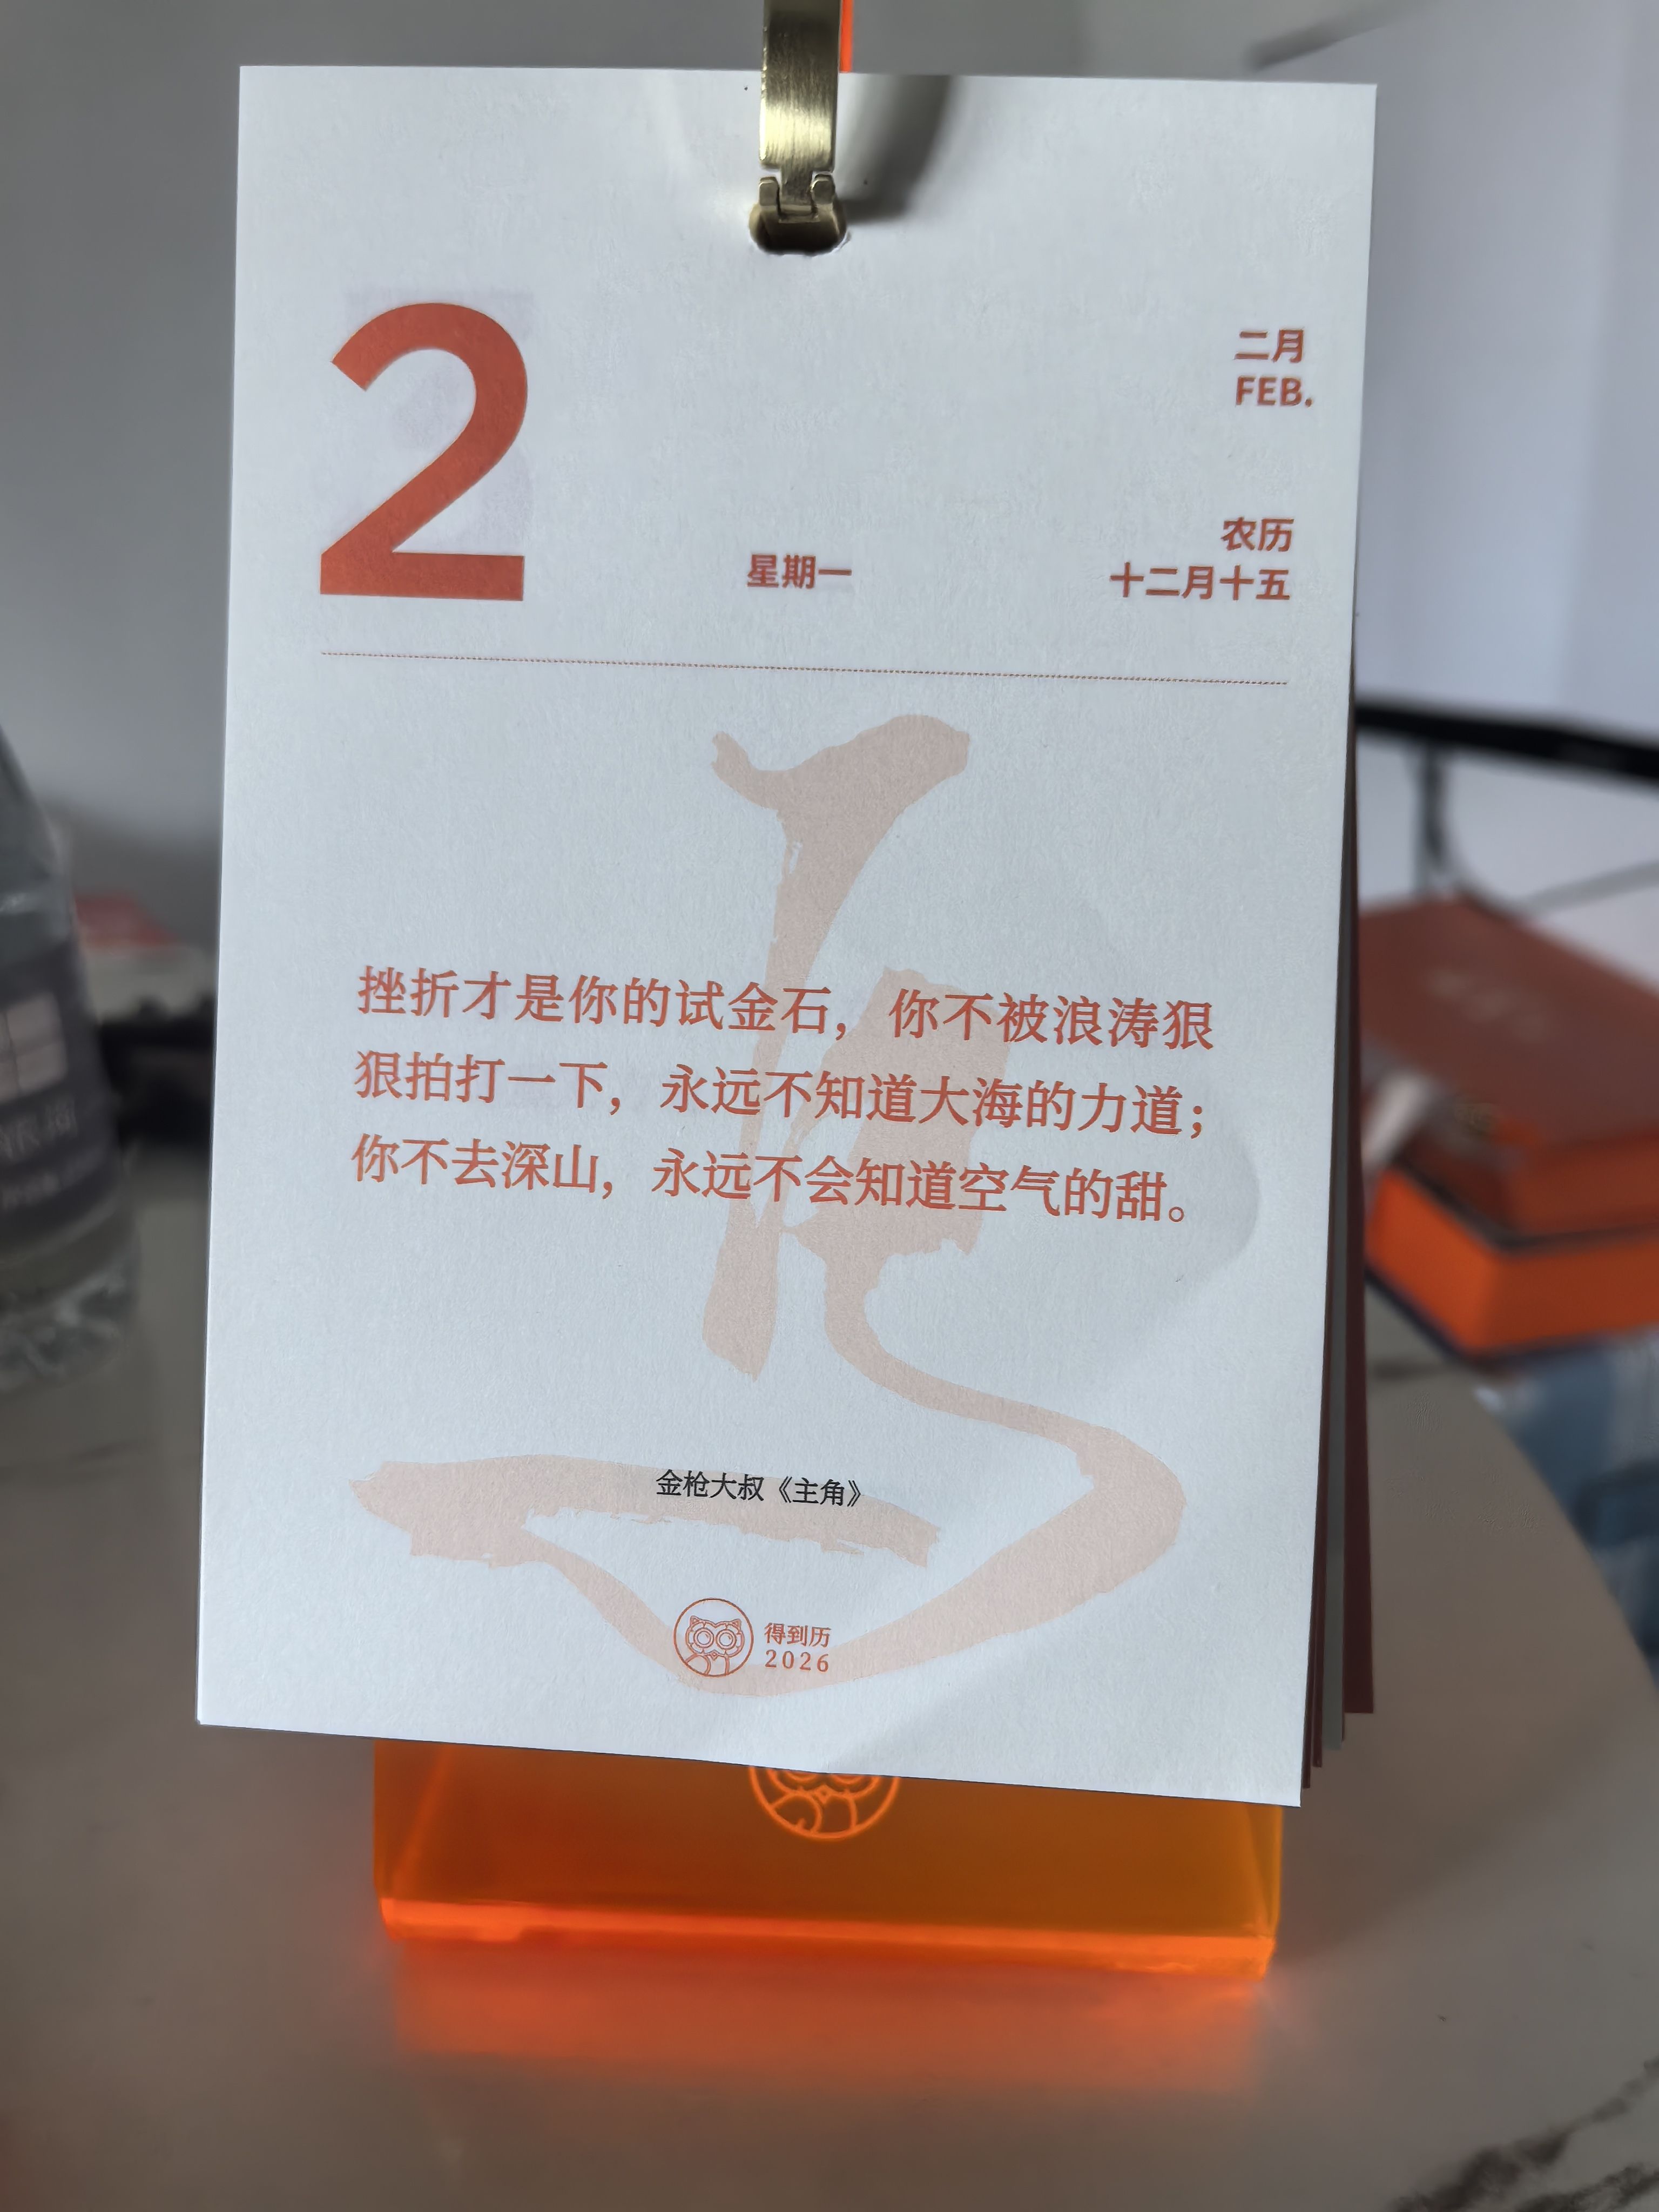 2
二月
FEB.
星期一
农历
十二月十五
挫折才是你的试金石，你不被浪涛狠
狠拍打一下，永远不知道大海的力道；
你不去深山，永远不会知道空气的甜。
金枪大叔《主角》
得到历
2026